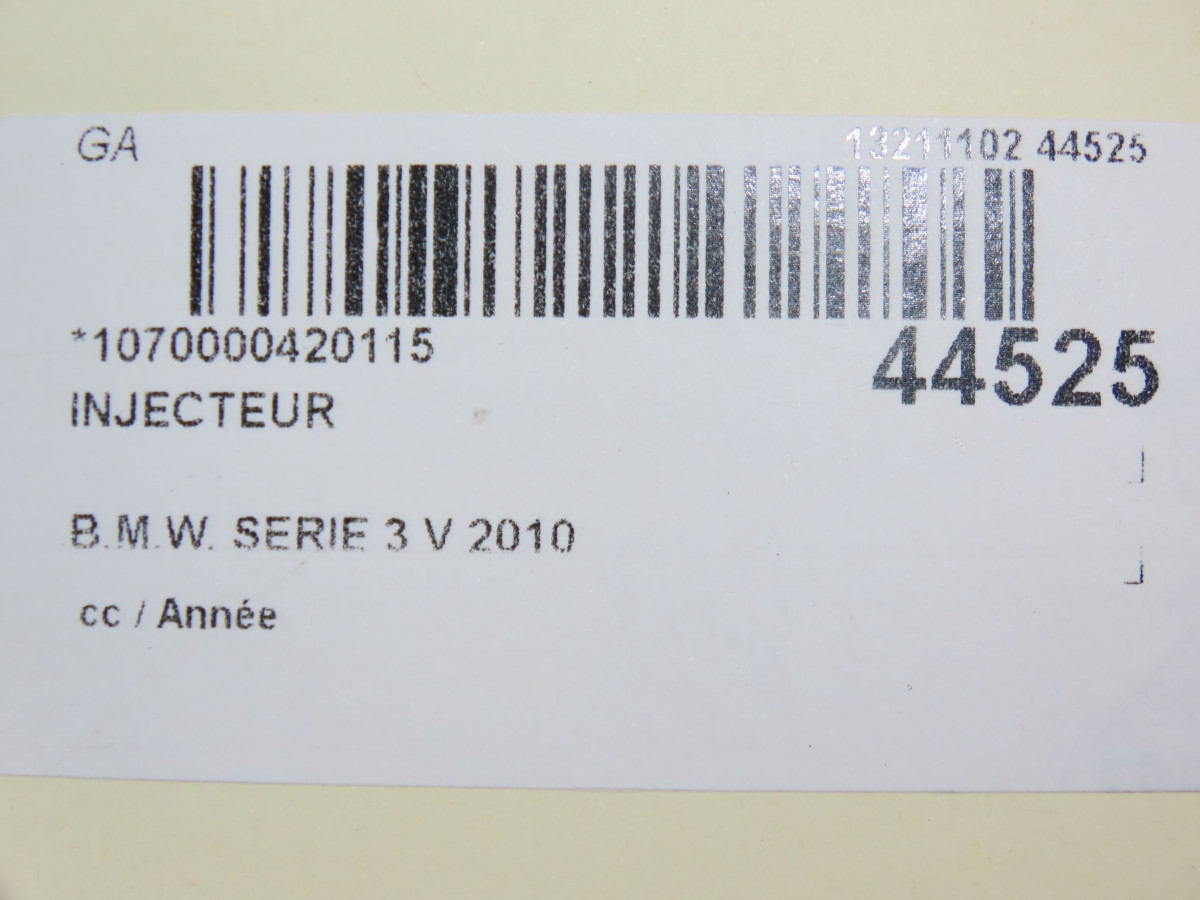 GA 13211102 44525
*1070000420115 44525
INJECTEUR
B.M.W. SERIE 3 V 2010
cc / Année